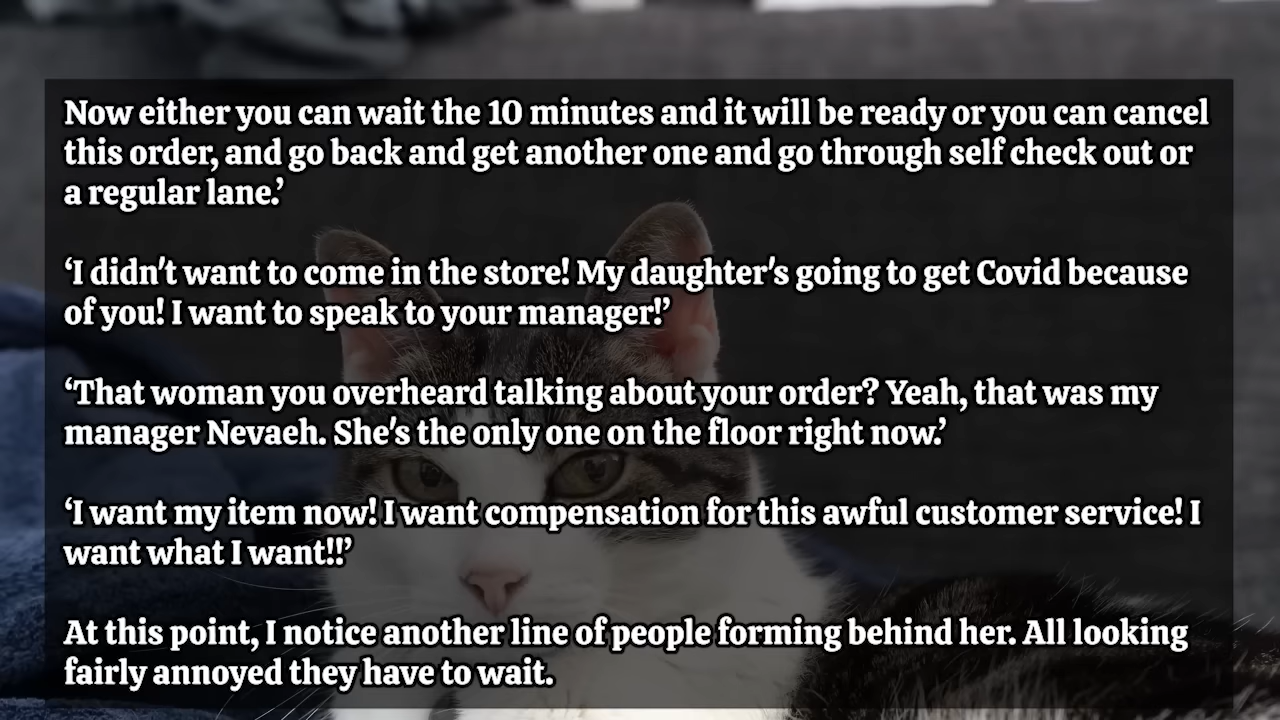 Now either you can wait the 10 minutes and it will be ready or you can cancel
this order, and go back and get another one and go through self check out or
a regular lane.’
‘I didn't want to come in the store! My daughter's going to get Covid because
of you! I want to speak to your manager!’
‘That woman you overheard talking about your order? Yeah, that was my
manager Nevaeh. She's the only one on the floor right now.’
‘I want my item now! I want compensation for this awful customer service! I
want what I want!!’
At this point, I notice another line of people forming behind her. All looking
fairly annoyed they have to wait.